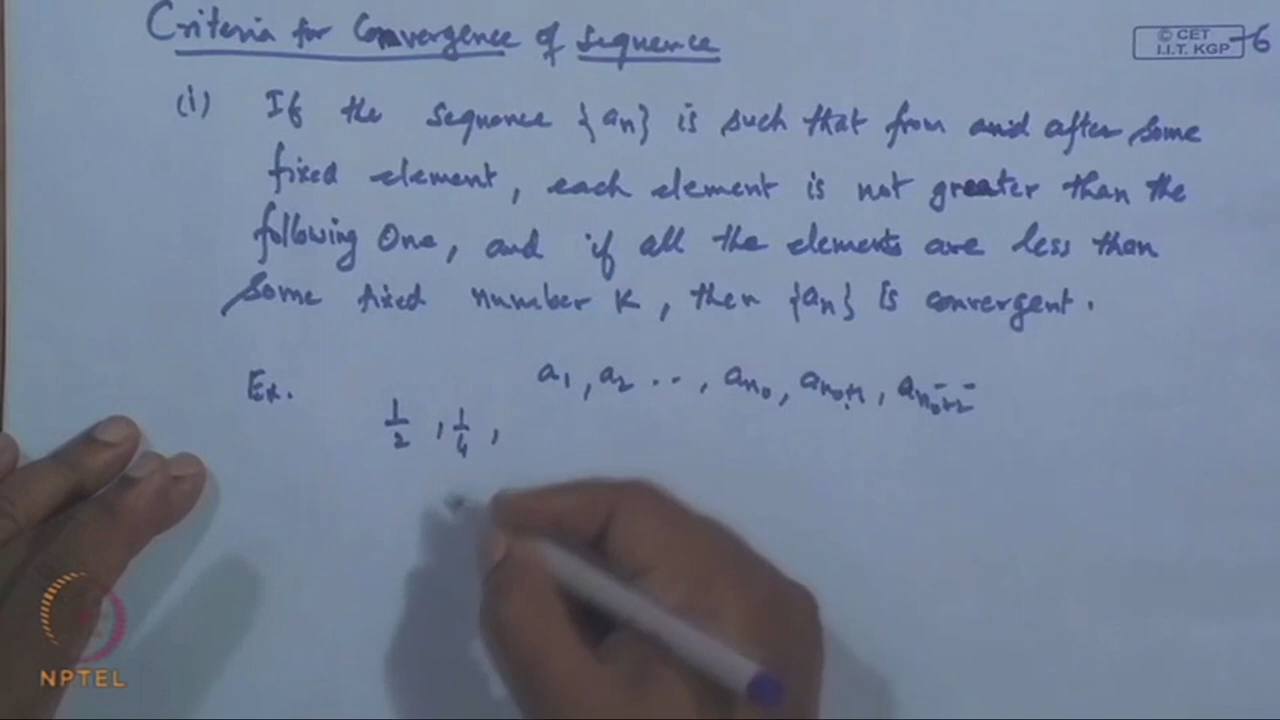 Criteria for Convergence of sequence
© CET
I.I.T. KGP
-6
(i) If the sequence {an} is such that from and after some
fixed element, each element is not greater than the
following One, and if all the elements are less than
some fixed number K, then {an} is convergent.
Ex. a1, a2 ..., an0, an0+1, an0+2 --
1/2, 1/4,
NPTEL